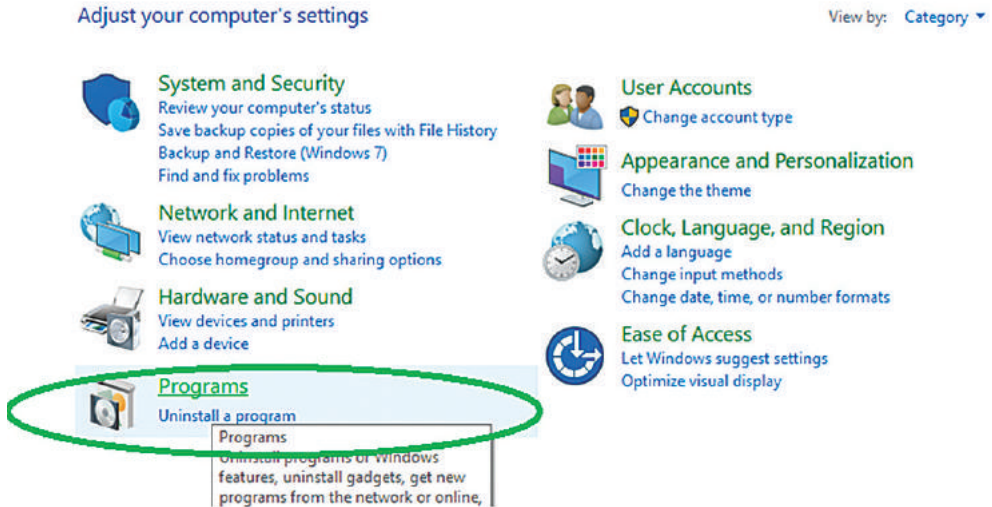 Adjust your computer's settings
View by: Category
System and Security
Review your computer's status
Save backup copies of your files with File History
Backup and Restore (Windows 7)
Find and fix problems
Network and Internet
View network status and tasks
Choose homegroup and sharing options
Hardware and Sound
View devices and printers
Add a device
Programs
Uninstall a program
Programs
Uninstall programs or Windows
features, uninstall gadgets, get new
programs from the network or online,
User Accounts
Change account type
Appearance and Personalization
Change the theme
Clock, Language, and Region
Add a language
Change input methods
Change date, time, or number formats
Ease of Access
Let Windows suggest settings
Optimize visual display